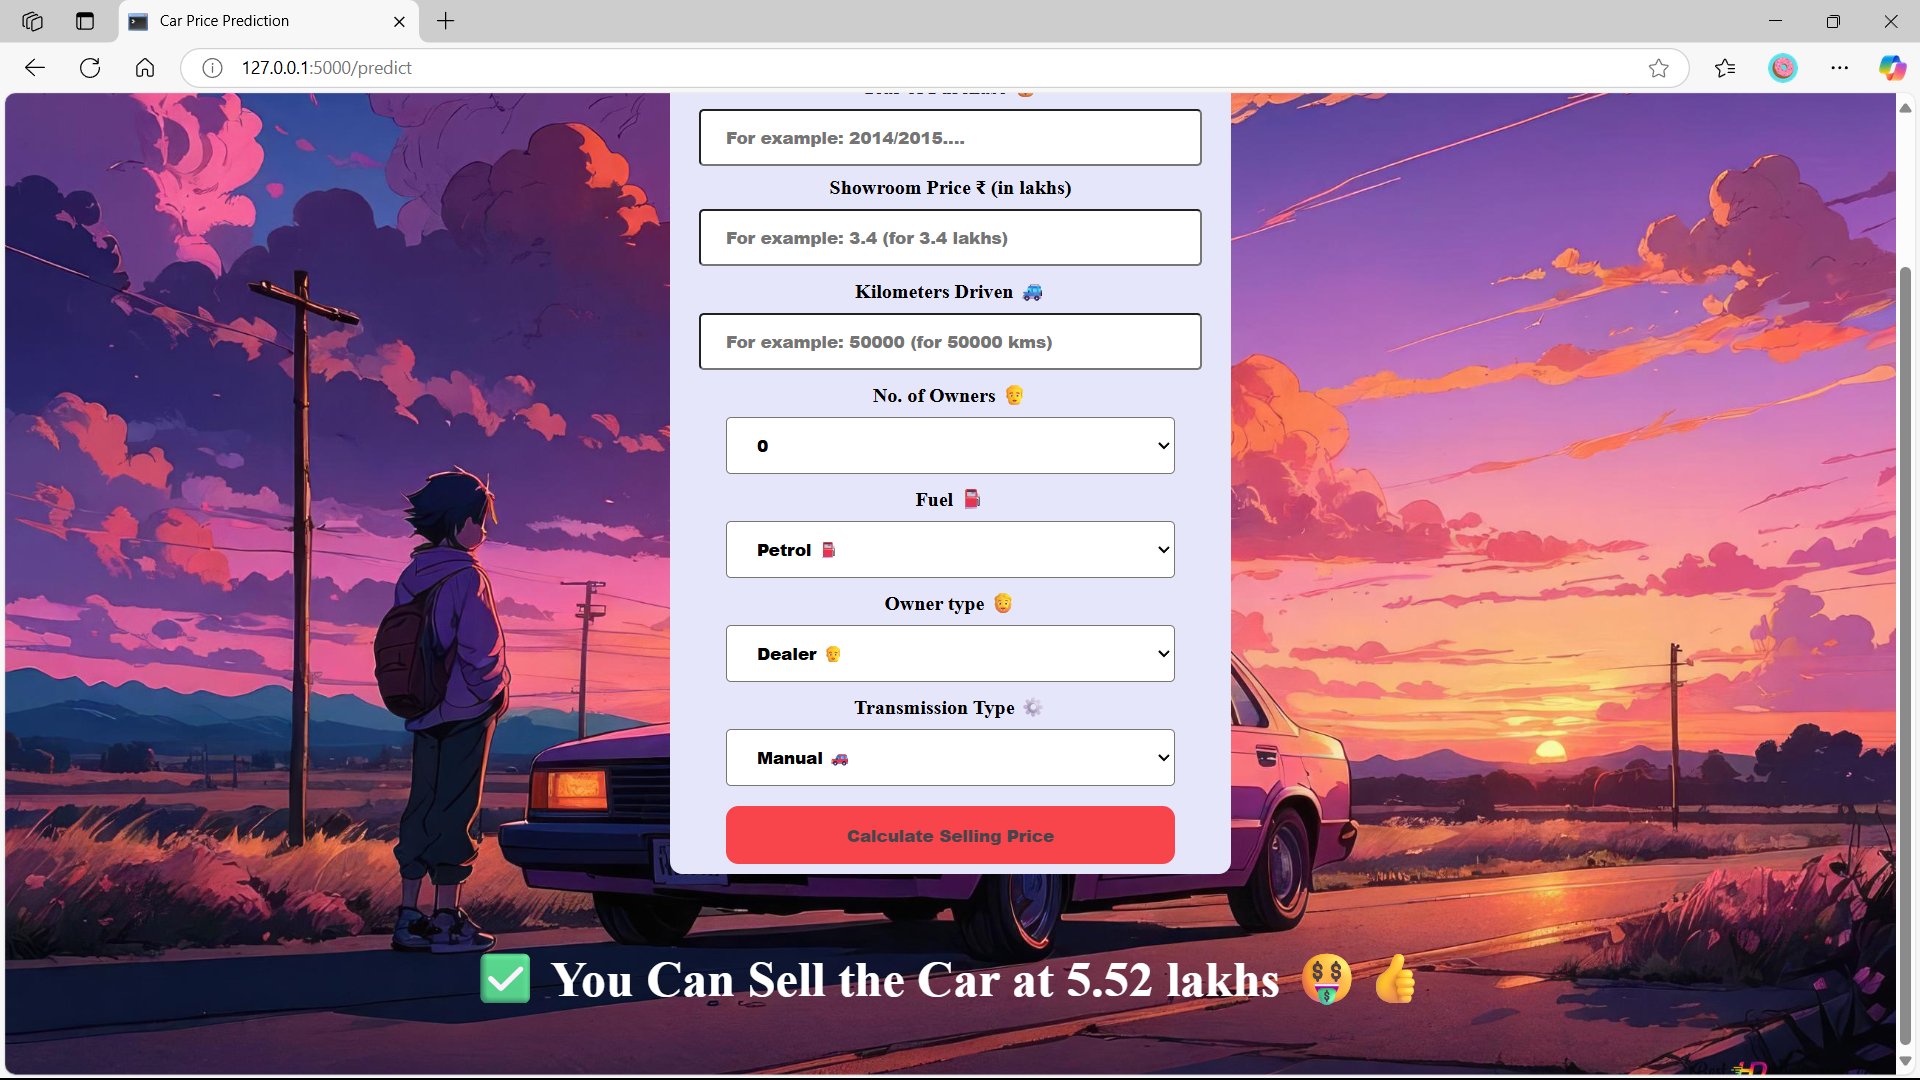 Car Price Prediction
127.0.0.1:5000/predict
For example: 2014/2015....
Showroom Price ₹ (in lakhs)
For example: 3.4 (for 3.4 lakhs)
Kilometers Driven 🚙
For example: 50000 (for 50000 kms)
No. of Owners 👴
0
Fuel ⛽
Petrol ⛽
Owner type 🧔
Dealer 👴
Transmission Type ⚙️
Manual 🚗
Calculate Selling Price
✅ You Can Sell the Car at 5.52 lakhs 🤑 👍